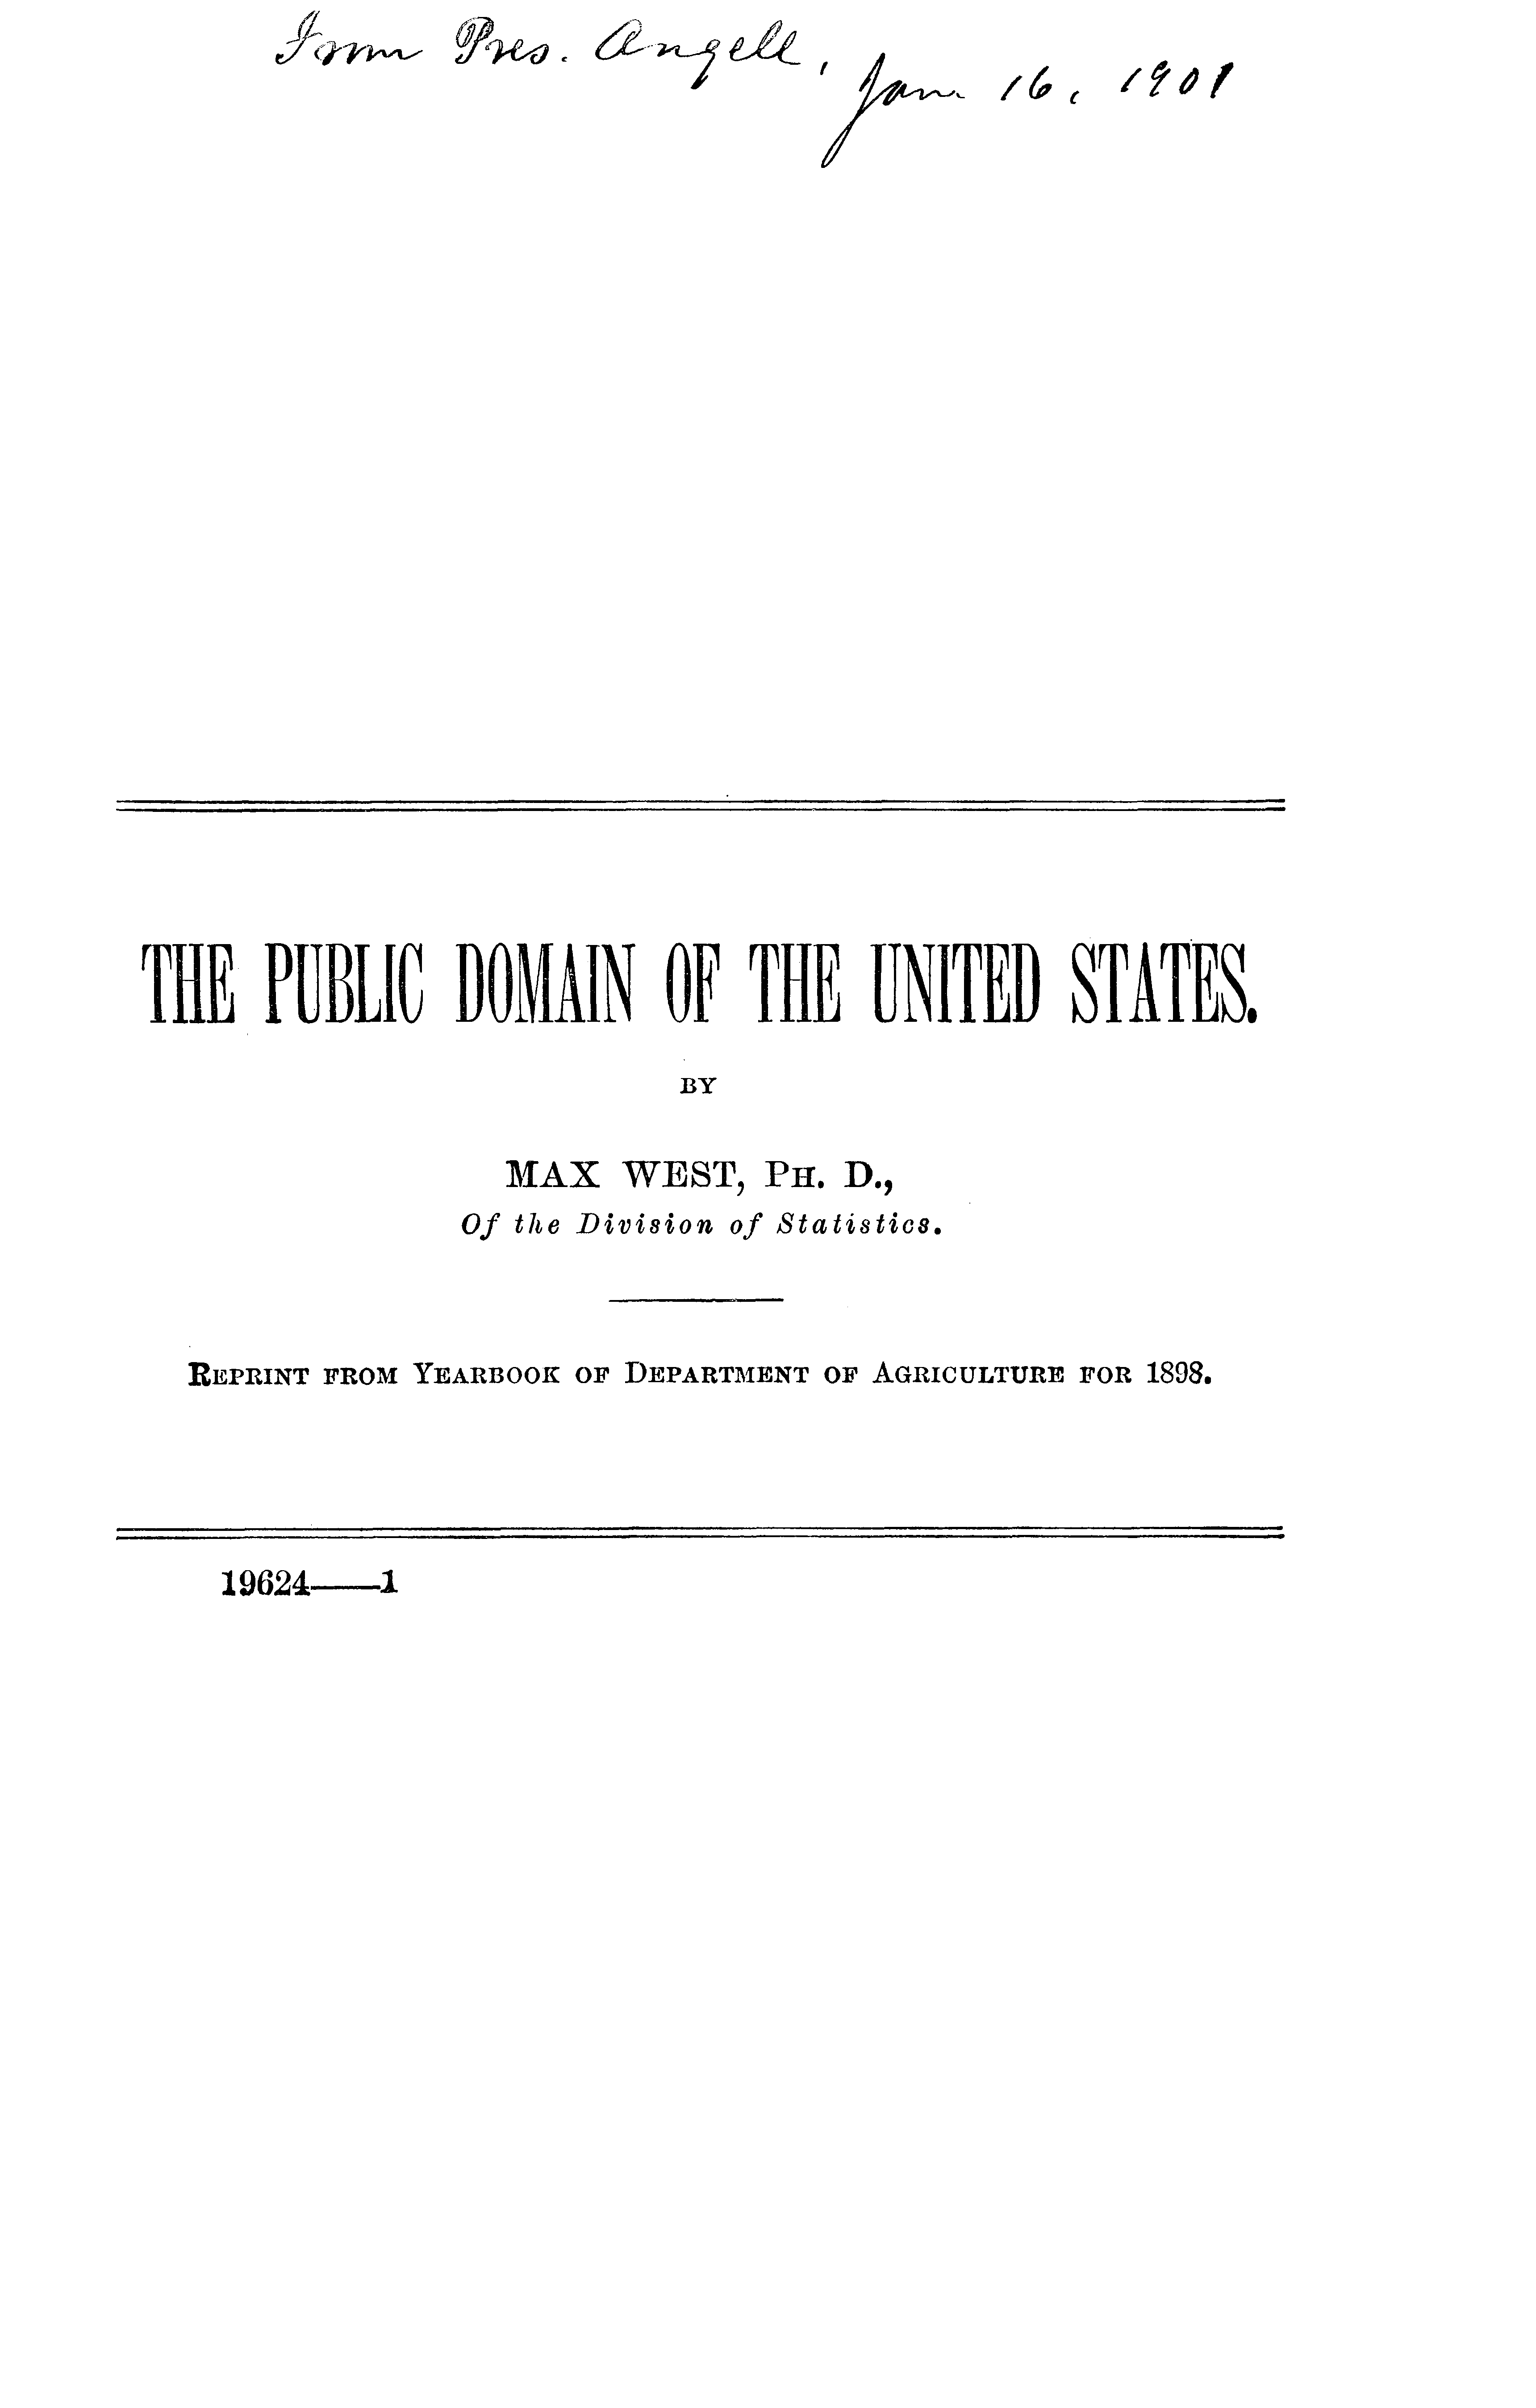 From Pres. Angell, Jan. 16, 1901
THE PUBLIC DOMAIN OF THE UNITED STATES.
BY
MAX WEST, PH. D.,
Of the Division of Statistics.
REPRINT FROM YEARBOOK OF DEPARTMENT OF AGRICULTURE FOR 1898.
19624——1